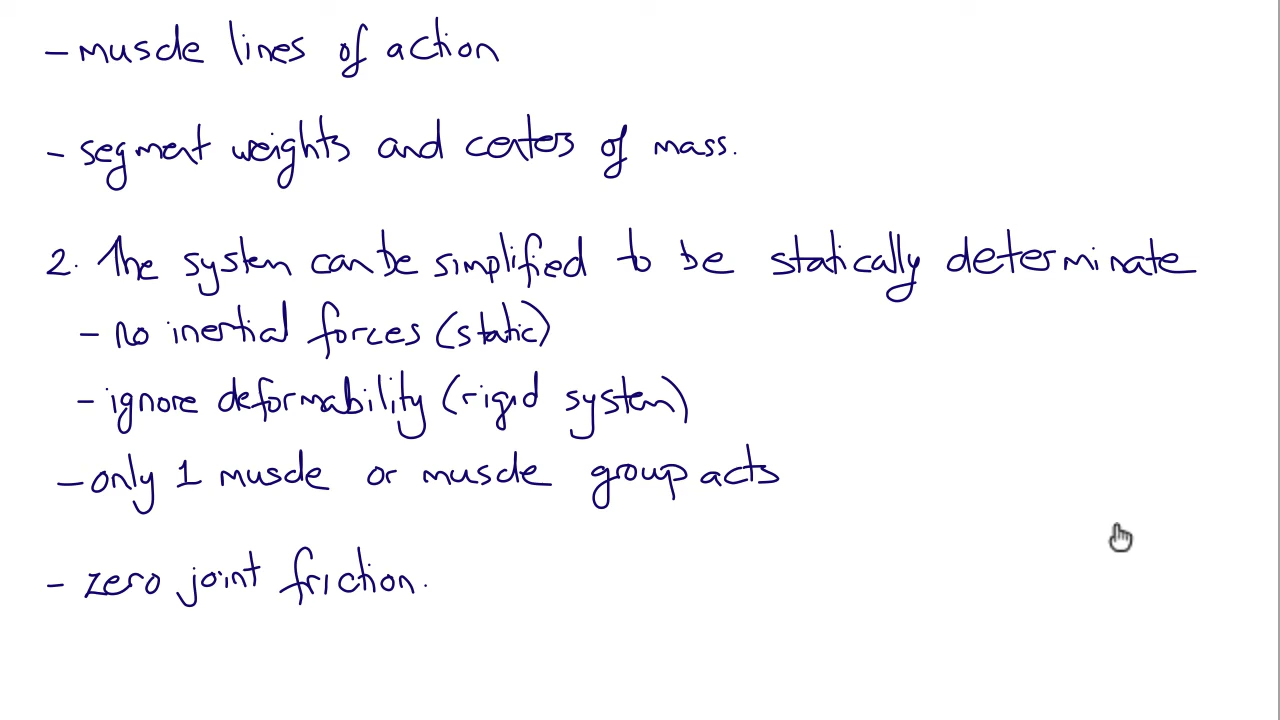 - muscle lines of action
- segment weights and centers of mass.
2. The system can be simplified to be statically determinate
- no inertial forces (static)
- ignore deformability (rigid system)
- only 1 muscle or muscle group acts
- zero joint friction.